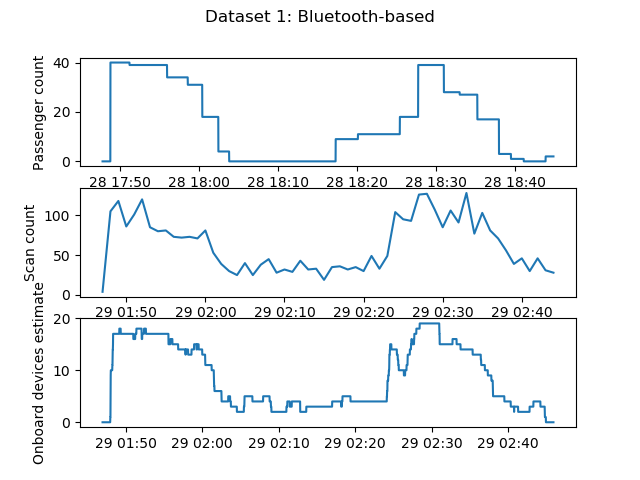 Dataset 1: Bluetooth-based
Passenger count
40
20
0
28 17:50 28 18:00 28 18:10 28 18:20 28 18:30 28 18:40
Scan count
100
50
0
29 01:50 29 02:00 29 02:10 29 02:20 29 02:30 29 02:40
Onboard devices estimate
20
10
0
29 01:50 29 02:00 29 02:10 29 02:20 29 02:30 29 02:40